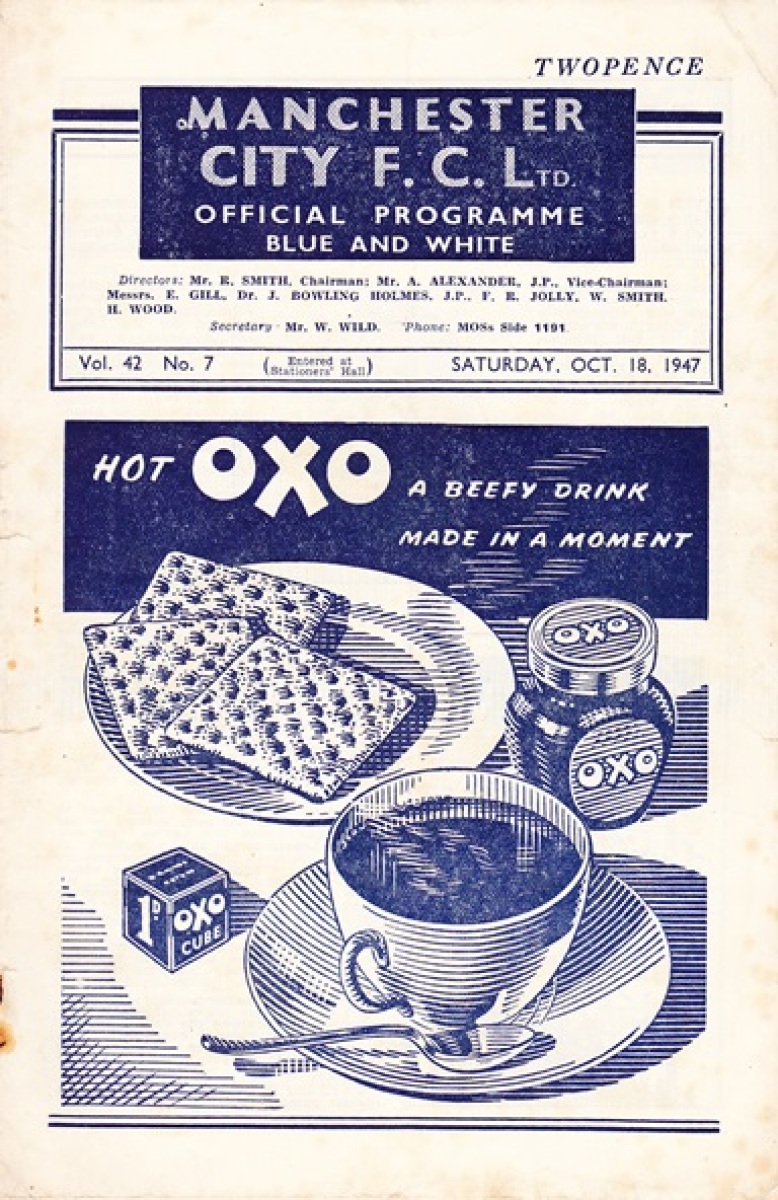 TWOPENCE
MANCHESTER
CITY F. C. LTD.
OFFICIAL PROGRAMME
BLUE AND WHITE
Directors: Mr. R. SMITH, Chairman; Mr. A. ALEXANDER, J.P., Vice-Chairman;
Messrs. E. GILL, Dr. J. BOWLING HOLMES, J.P., F. R. JOLLY, W. SMITH,
H. WOOD.
Secretary - Mr. W. WILD. 'Phone: MOSs Side 1191
Vol. 42 No. 7 (Entered at Stationers' Hall) SATURDAY, OCT. 18, 1947
HOT OXO A BEEFY DRINK
MADE IN A MOMENT
OXO
OXO
1D. OXO
CUBE